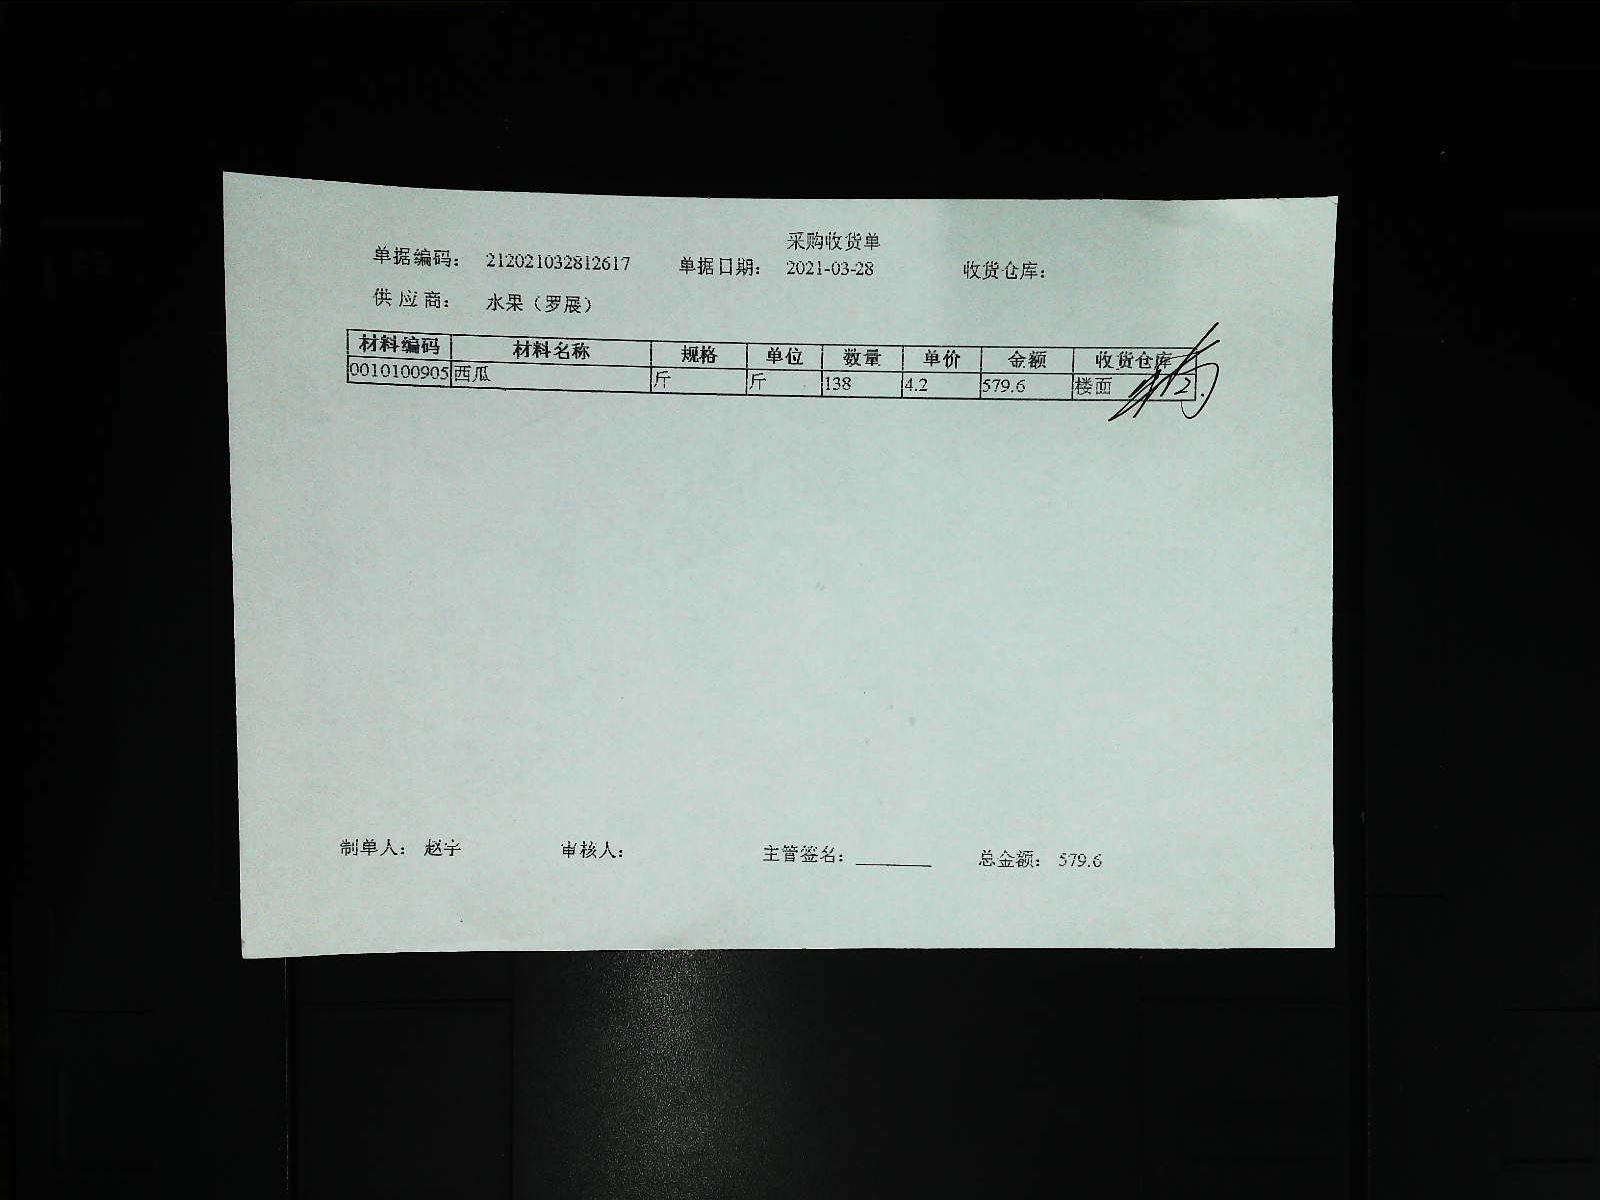 采购收货单
单据编码： 212021032812617 单据日期： 2021-03-28 收货仓库：
供应商： 水果（罗展）
材料编码 材料名称 规格 单位 数量 单价 金额 收货仓库
0010100905 西瓜 斤 斤 138 4.2 579.6 楼面
制单人： 赵宇 审核人： 主管签名： 总金额： 579.6